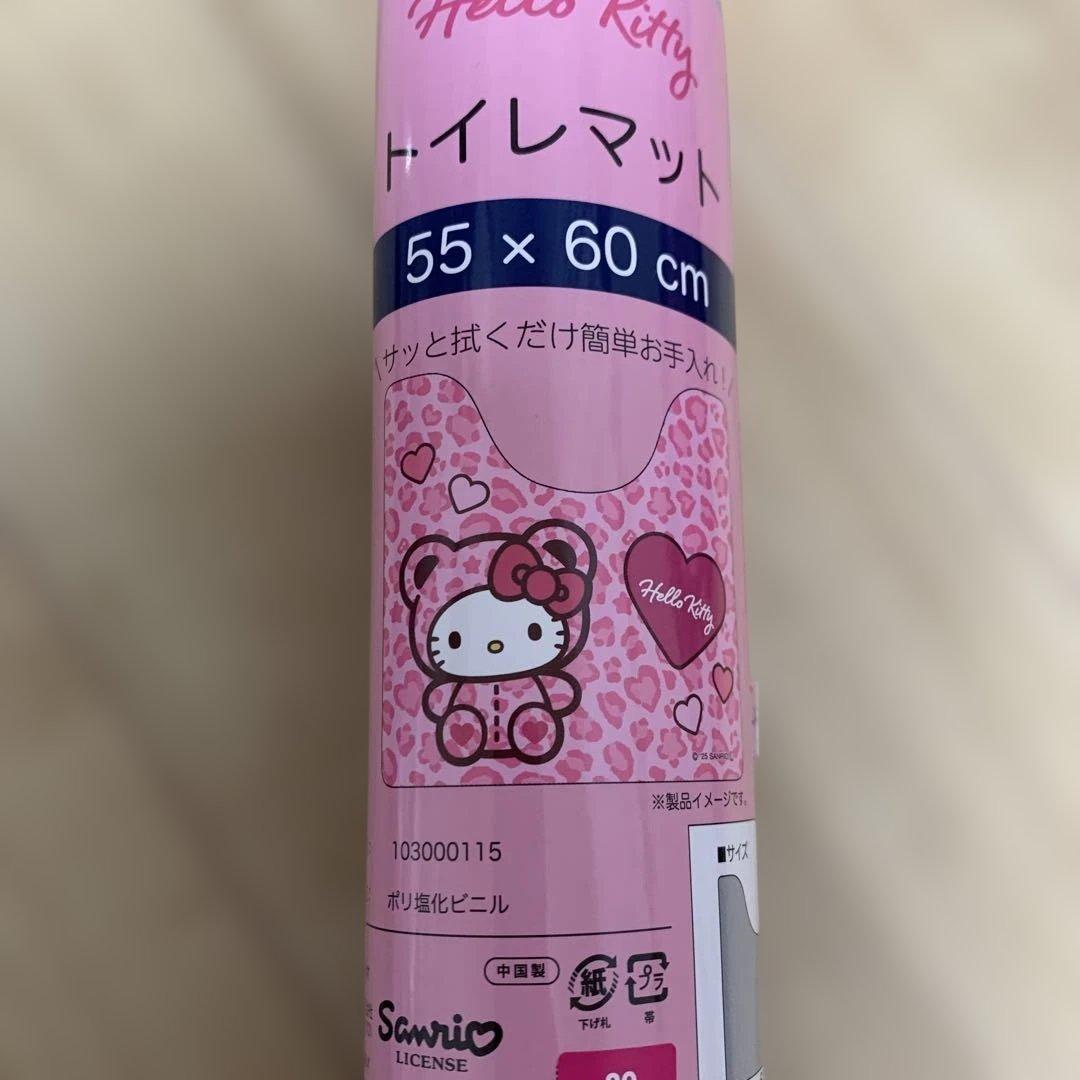 Hello Kitty
トイレマット
55 × 60 cm
\サッと拭くだけ簡単お手入れ!/
Hello Kitty
© '25 SANRIO
※製品イメージです。
103000115
■サイズ
ポリ塩化ビニル
中国製
紙
下げ札
プラ
帯
Sanrio
LICENSE